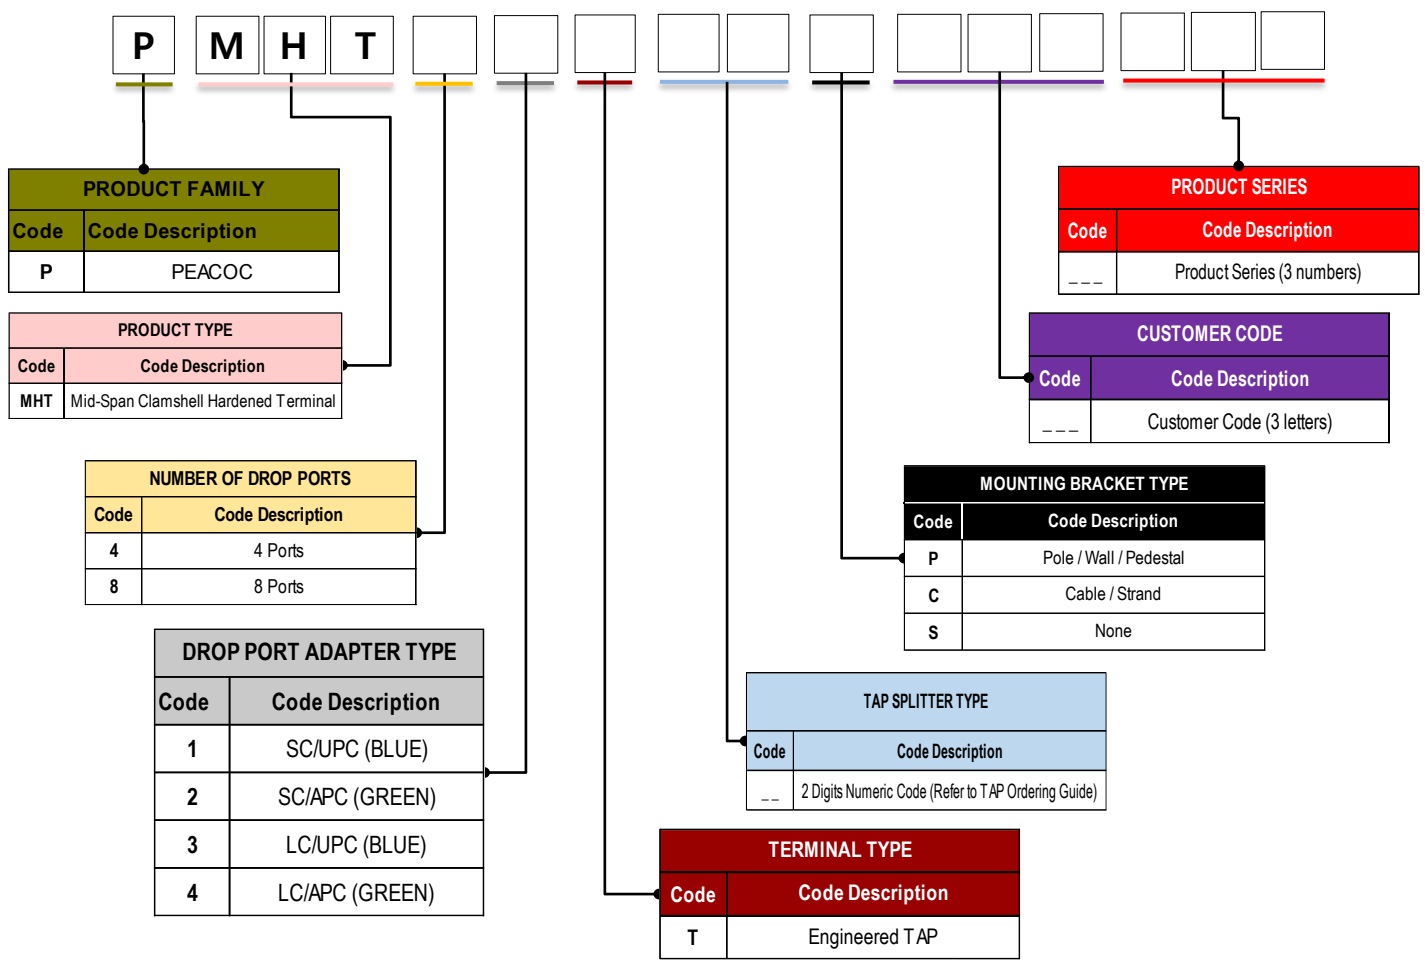 P M H T
PRODUCT FAMILY
Code Code Description
P PEACOC
PRODUCT TYPE
Code Code Description
MHT Mid-Span Clamshell Hardened Terminal
NUMBER OF DROP PORTS
Code Code Description
4 4 Ports
8 8 Ports
DROP PORT ADAPTER TYPE
Code Code Description
1 SC/UPC (BLUE)
2 SC/APC (GREEN)
3 LC/UPC (BLUE)
4 LC/APC (GREEN)
TERMINAL TYPE
Code Code Description
T Engineered TAP
TAP SPLITTER TYPE
Code Code Description
_ _ 2 Digits Numeric Code (Refer to TAP Ordering Guide)
MOUNTING BRACKET TYPE
Code Code Description
P Pole / Wall / Pedestal
C Cable / Strand
S None
CUSTOMER CODE
Code Code Description
_ _ _ Customer Code (3 letters)
PRODUCT SERIES
Code Code Description
_ _ _ Product Series (3 numbers)